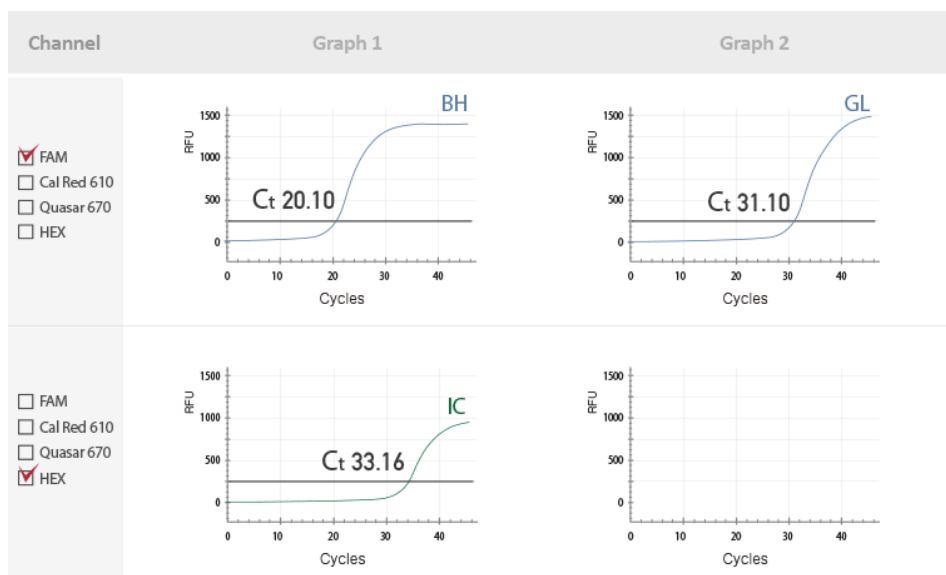 Channel Graph 1 Graph 2
FAM
Cal Red 610
Quasar 670
HEX
BH
RFU
1500
1000
500
0
Ct 20.10
0 10 20 30 40
Cycles
GL
RFU
1500
1000
500
0
Ct 31.10
0 10 20 30 40
Cycles
FAM
Cal Red 610
Quasar 670
HEX
IC
RFU
1500
1000
500
0
Ct 33.16
0 10 20 30 40
Cycles
RFU
1500
1000
500
0
0 10 20 30 40
Cycles